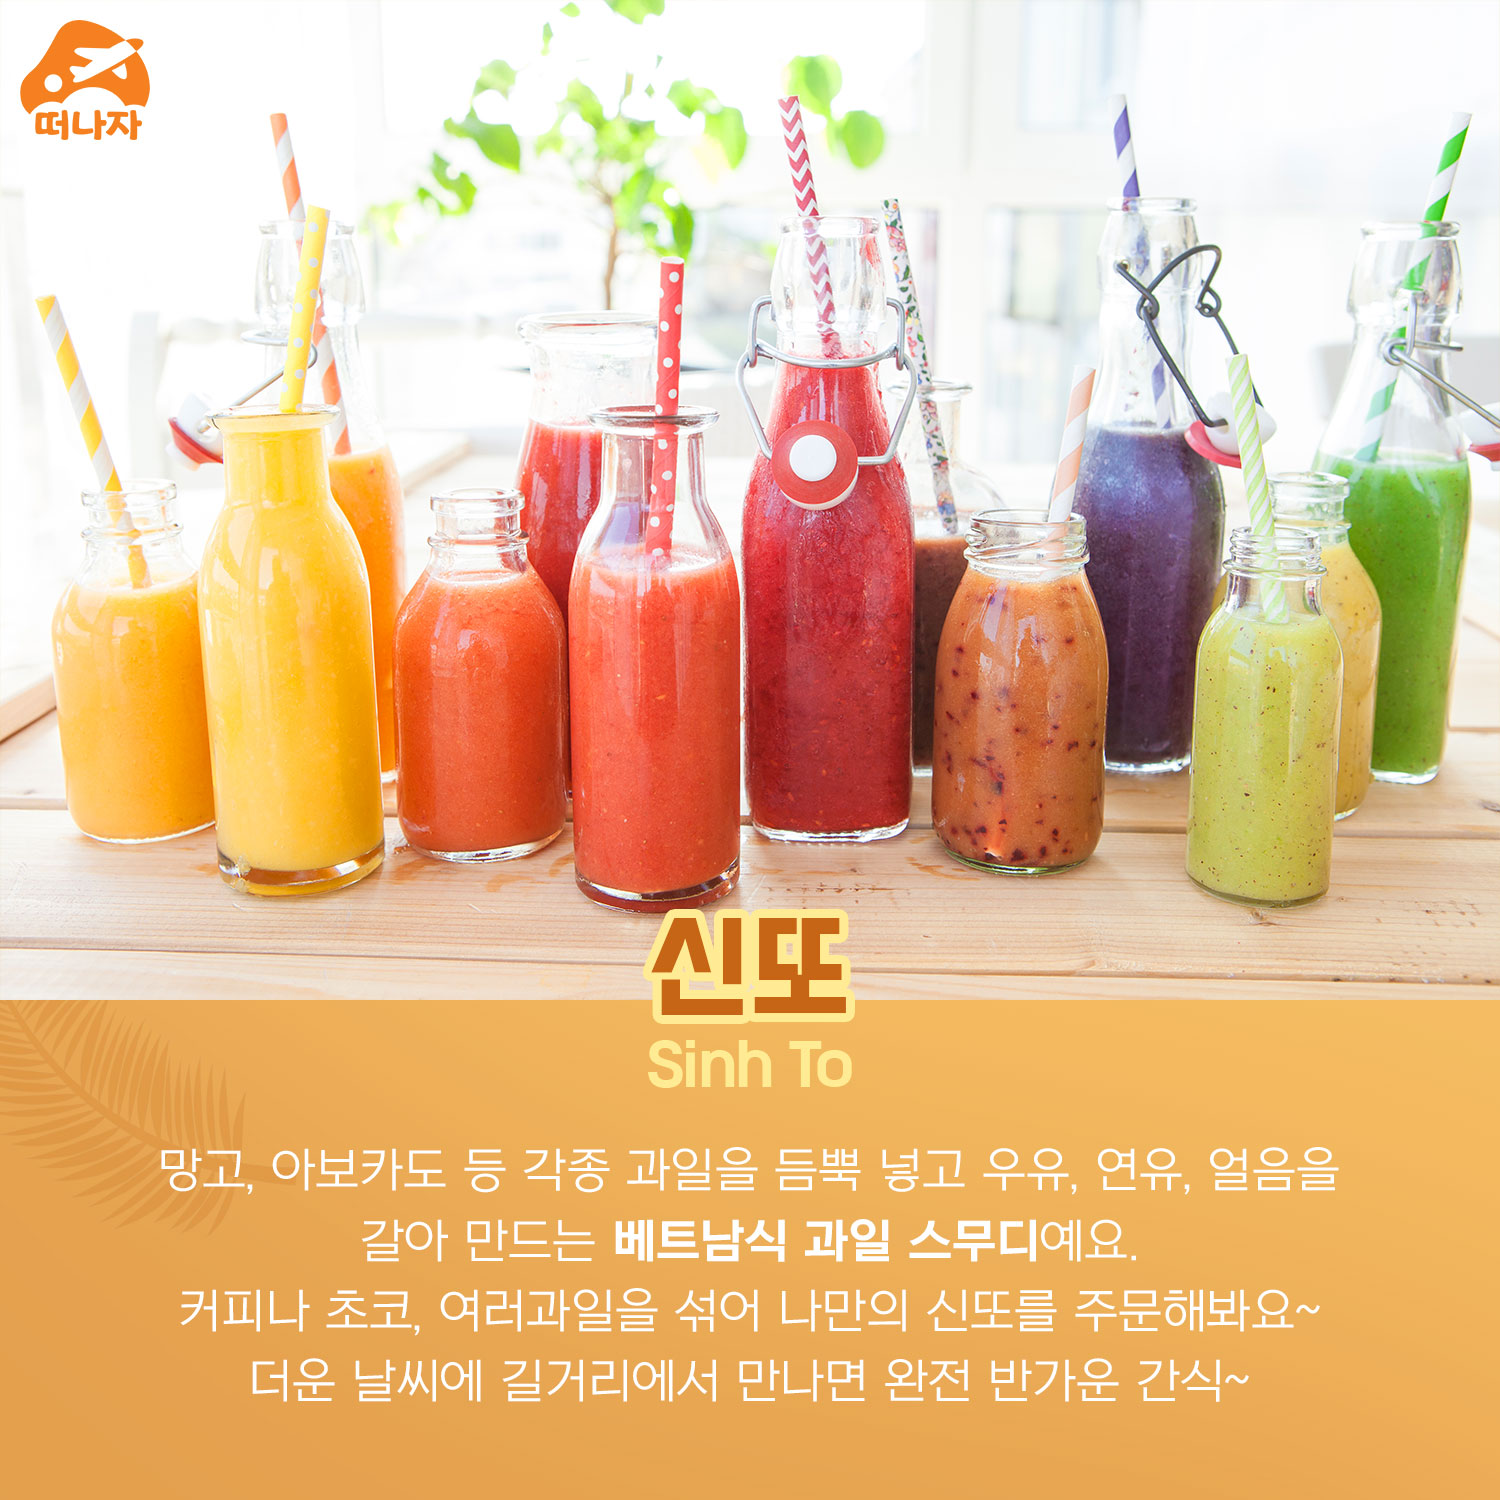 떠나자
신또
Sinh To
망고, 아보카도 등 각종 과일을 듬뿍 넣고 우유, 연유, 얼음을
갈아 만드는 베트남식 과일 스무디예요.
커피나 초코, 여러과일을 섞어 나만의 신또를 주문해봐요~
더운 날씨에 길거리에서 만나면 완전 반가운 간식~